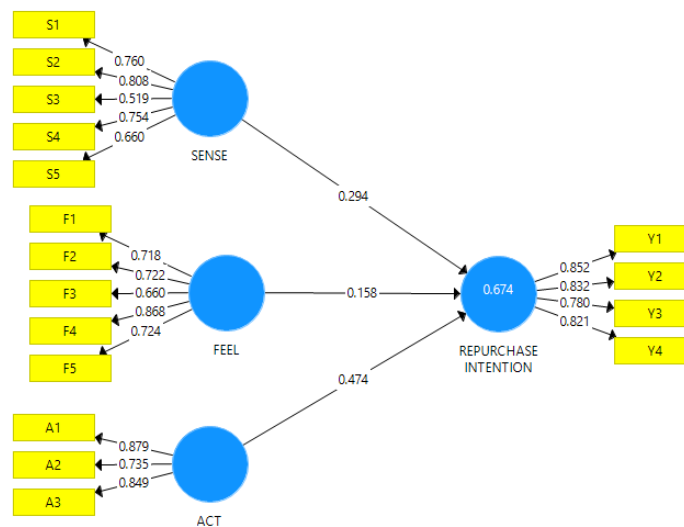 S1
S2
S3
S4
S5
0.760
0.808
0.519
0.754
0.660
SENSE
0.294
F1
F2
F3
F4
F5
0.718
0.722
0.660
0.868
0.724
FEEL
0.158
A1
A2
A3
0.879
0.735
0.849
ACT
0.474
0.674
REPURCHASE
INTENTION
0.852
0.832
0.780
0.821
Y1
Y2
Y3
Y4